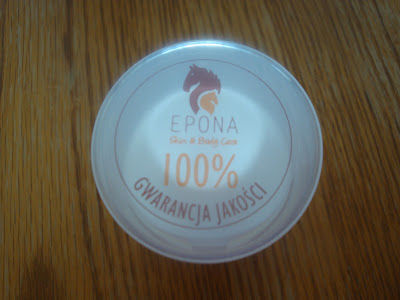 EPONA
Skin & Body Care
100%
GWARANCJA JAKOŚCI